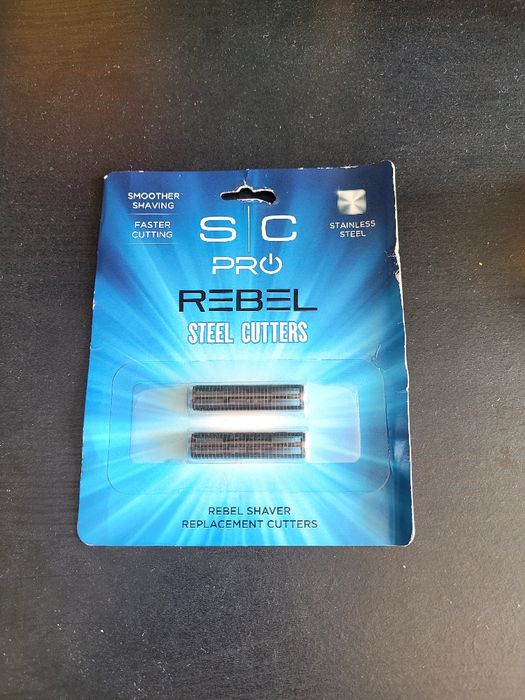 SMOOTHER
SHAVING
FASTER
CUTTING
S|C
PRO
STAINLESS
STEEL
REBEL
STEEL CUTTERS
REBEL SHAVER
REPLACEMENT CUTTERS